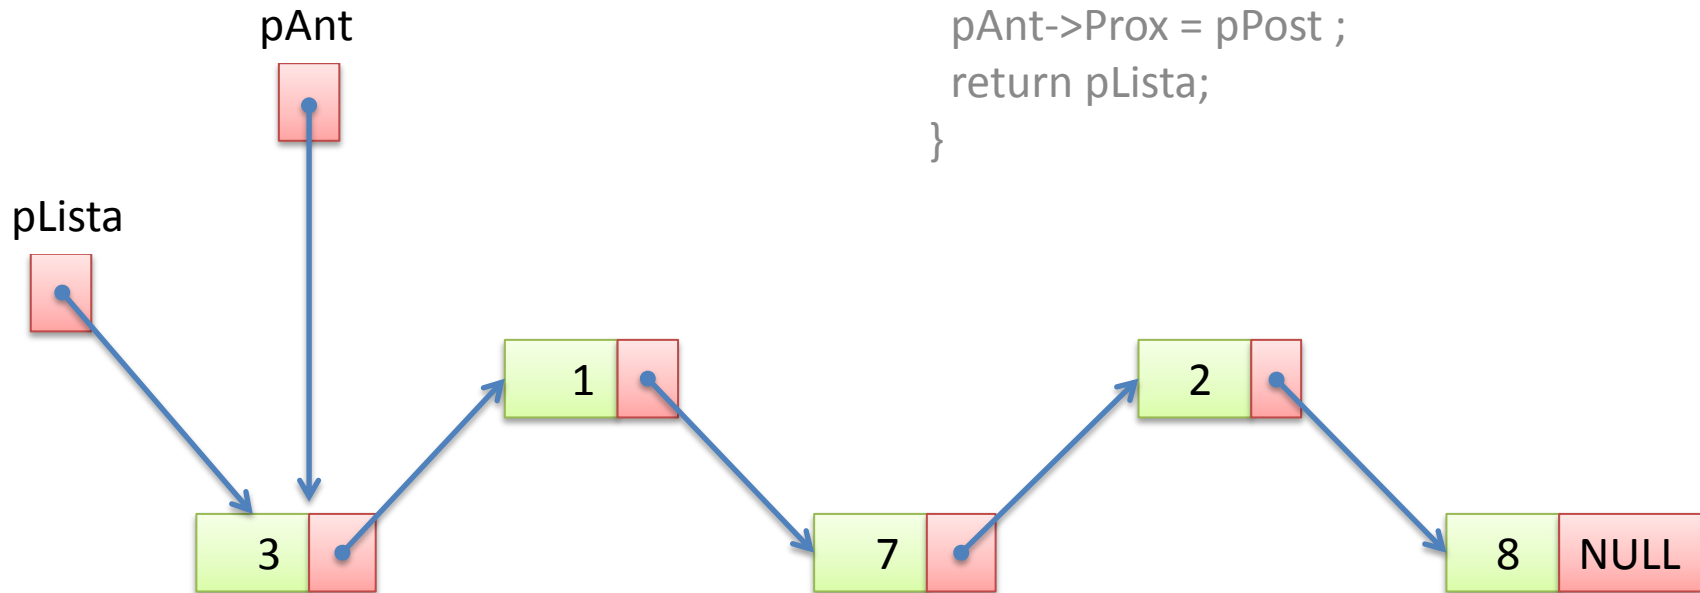 pAnt
pAnt->Prox = pPost ;
return pLista;
}
pLista
1
2
3
7
8 NULL